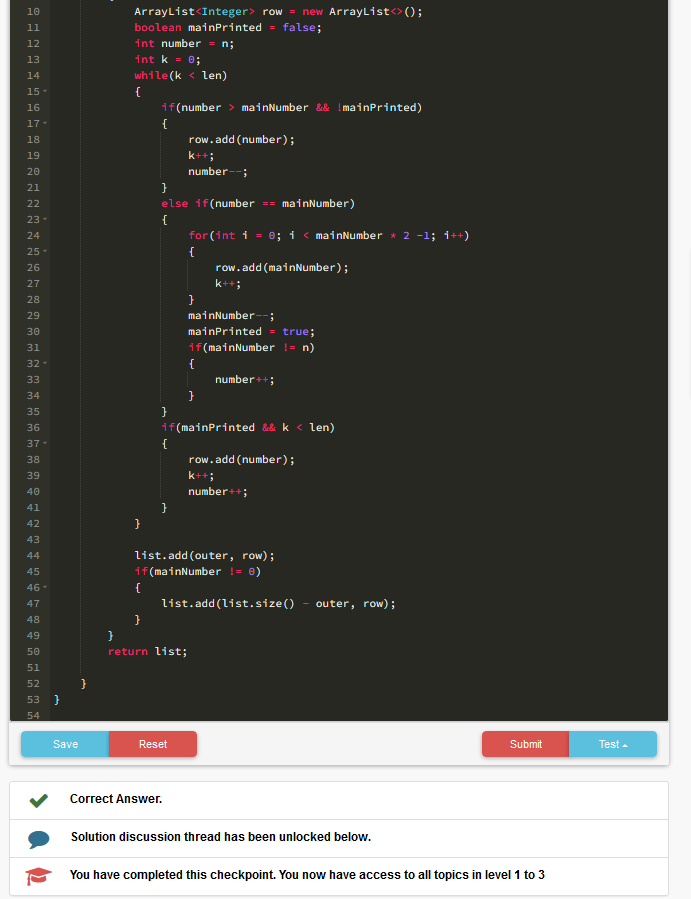 10 ArrayList<Integer> row = new ArrayList<>();
11 boolean mainPrinted = false;
12 int number = n;
13 int k = 0;
14 while(k < len)
15 {
16 if(number > mainNumber && !mainPrinted)
17 {
18 row.add(number);
19 k++;
20 number--;
21 }
22 else if(number == mainNumber)
23 {
24 for(int i = 0; i < mainNumber * 2 -1; i++)
25 {
26 row.add(mainNumber);
27 k++;
28 }
29 mainNumber--;
30 mainPrinted = true;
31 if(mainNumber != n)
32 {
33 number++;
34 }
35 }
36 if(mainPrinted && k < len)
37 {
38 row.add(number);
39 k++;
40 number++;
41 }
42 }
43
44 list.add(outer, row);
45 if(mainNumber != 0)
46 {
47 list.add(list.size() - outer, row);
48 }
49 }
50 return list;
51
52 }
53 }
54
Save Reset Submit Test
Correct Answer.
Solution discussion thread has been unlocked below.
You have completed this checkpoint. You now have access to all topics in level 1 to 3